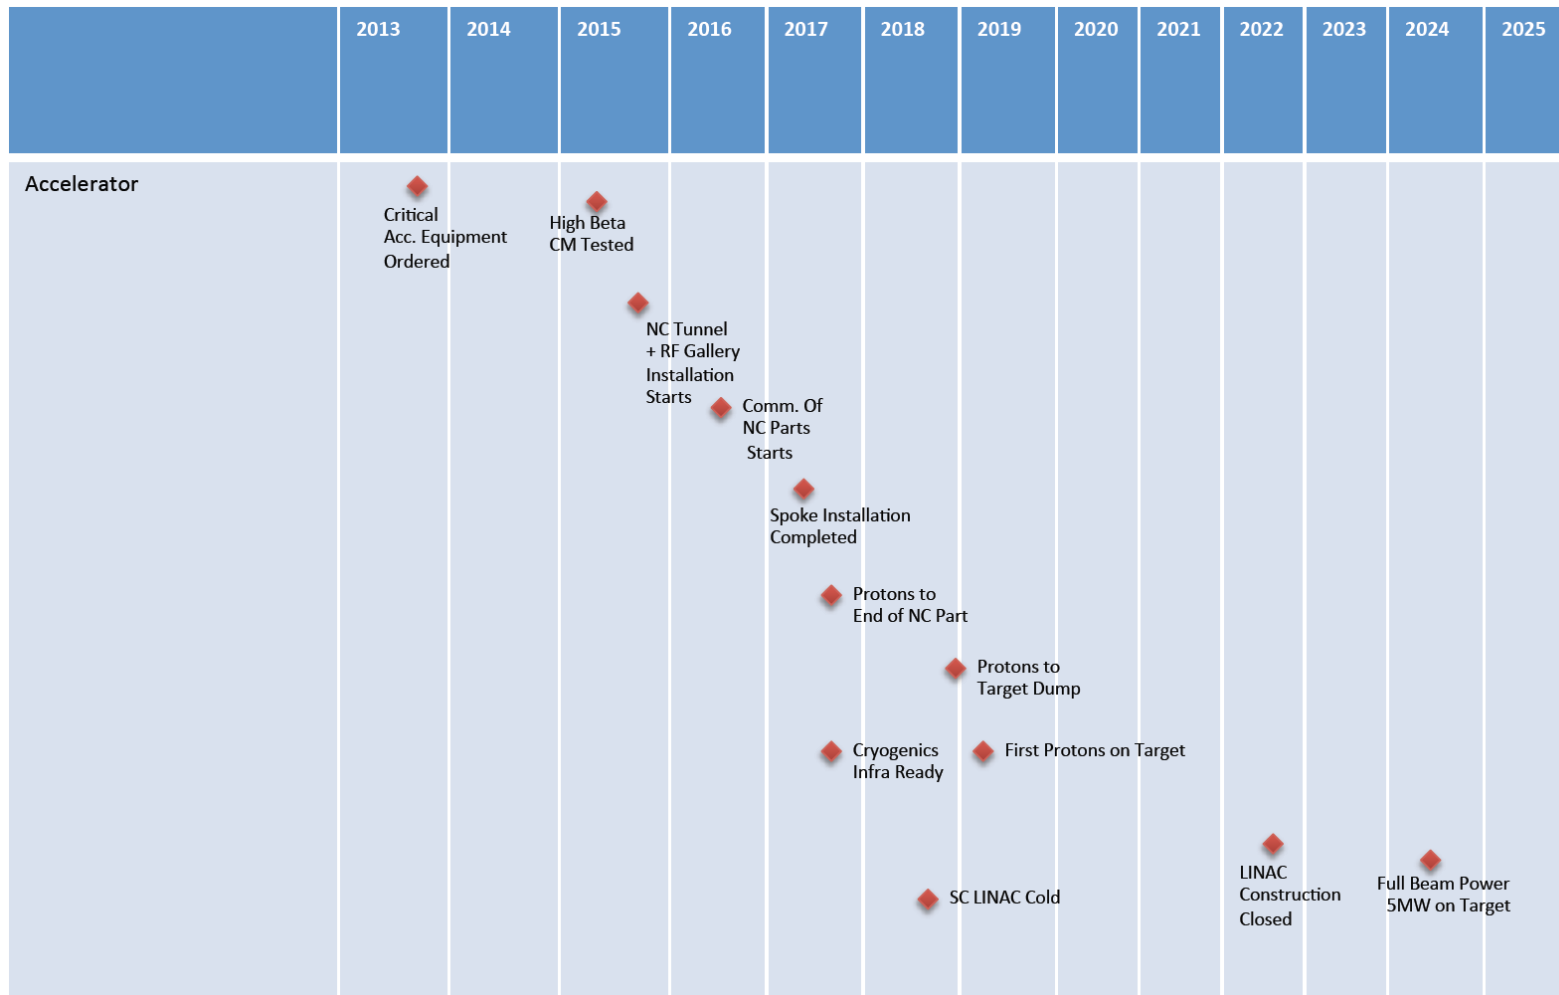 2013 2014 2015 2016 2017 2018 2019 2020 2021 2022 2023 2024 2025
Accelerator
Critical
Acc. Equipment
Ordered
High Beta
CM Tested
NC Tunnel
+ RF Gallery
Installation
Starts
Comm. Of
NC Parts
Starts
Spoke Installation
Completed
Protons to
End of NC Part
Protons to
Target Dump
Cryogenics
Infra Ready
First Protons on Target
LINAC
Construction
Closed
Full Beam Power
5MW on Target
SC LINAC Cold